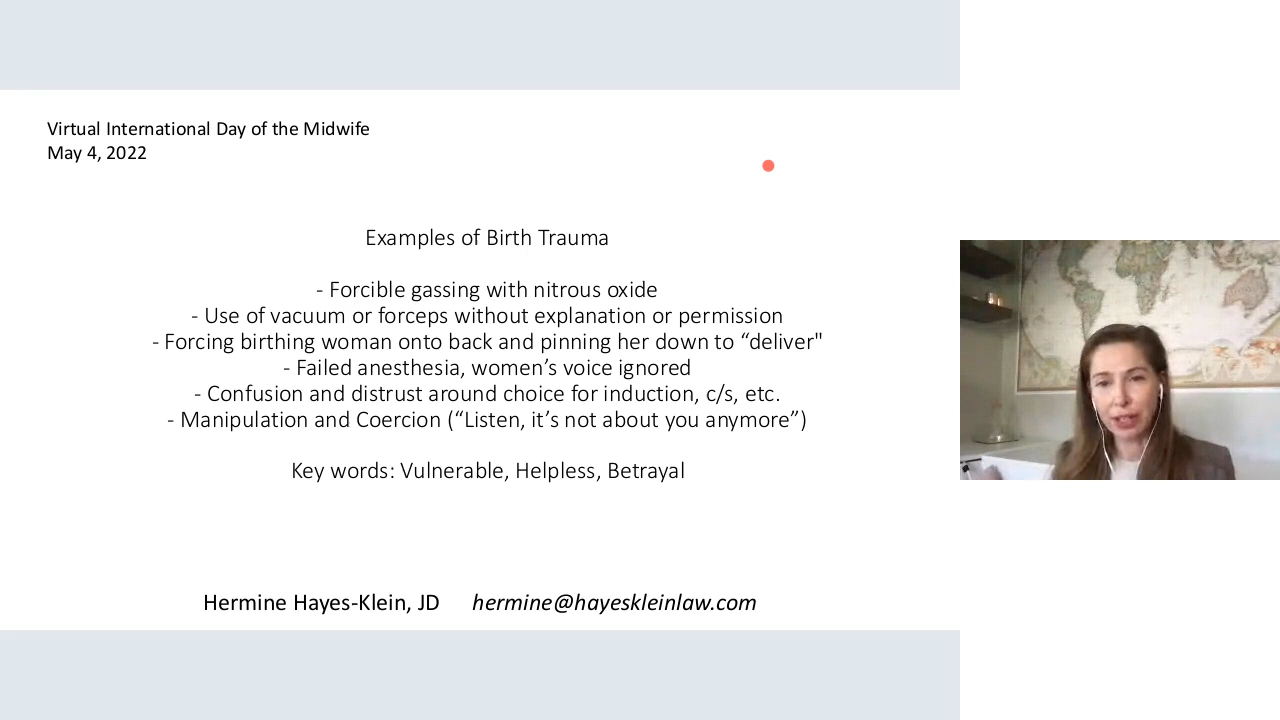 Virtual International Day of the Midwife
May 4, 2022
Examples of Birth Trauma
- Forcible gassing with nitrous oxide
- Use of vacuum or forceps without explanation or permission
- Forcing birthing woman onto back and pinning her down to “deliver"
- Failed anesthesia, women’s voice ignored
- Confusion and distrust around choice for induction, c/s, etc.
- Manipulation and Coercion (“Listen, it’s not about you anymore”)
Key words: Vulnerable, Helpless, Betrayal
Hermine Hayes-Klein, JD hermine@hayeskleinlaw.com